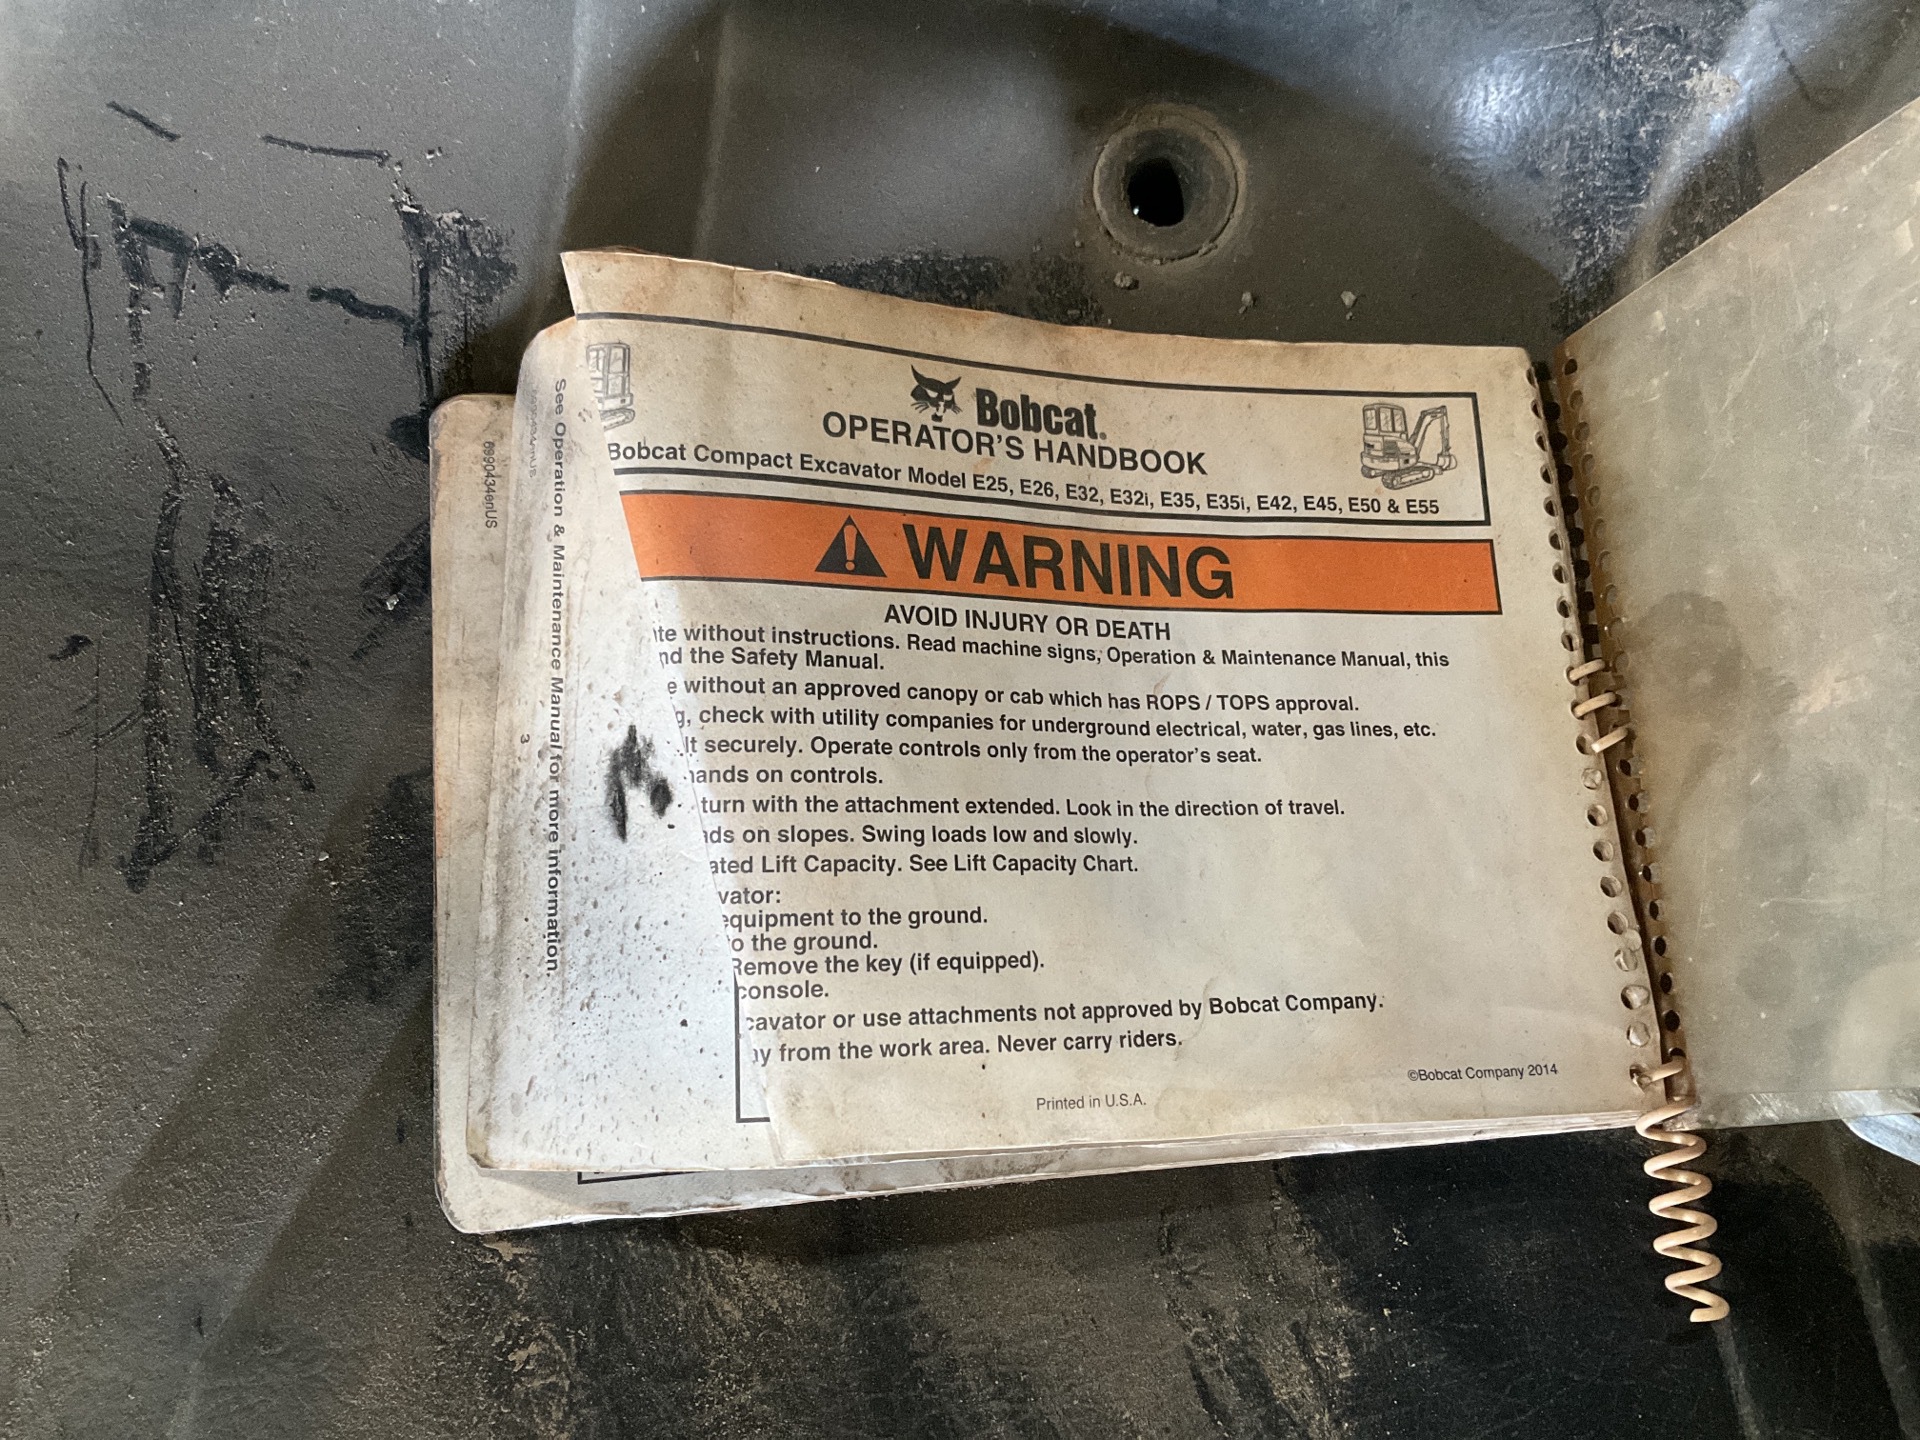 Bobcat®
OPERATOR'S HANDBOOK
Bobcat Compact Excavator Model E25, E26, E32, E32i, E35, E35i, E42, E45, E50 & E55
WARNING
AVOID INJURY OR DEATH
without instructions. Read machine signs, Operation & Maintenance Manual, this
the Safety Manual.
without an approved canopy or cab which has ROPS / TOPS approval.
check with utility companies for underground electrical, water, gas lines, etc.
securely. Operate controls only from the operator's seat.
hands on controls.
turn with the attachment extended. Look in the direction of travel.
on slopes. Swing loads low and slowly.
Lift Capacity. See Lift Capacity Chart.
vator:
equipment to the ground.
to the ground.
Remove the key (if equipped).
console.
cavator or use attachments not approved by Bobcat Company.
from the work area. Never carry riders.
©Bobcat Company 2014
Printed in U.S.A.
See Operation & Maintenance Manual for more information.
3
6990434enUS